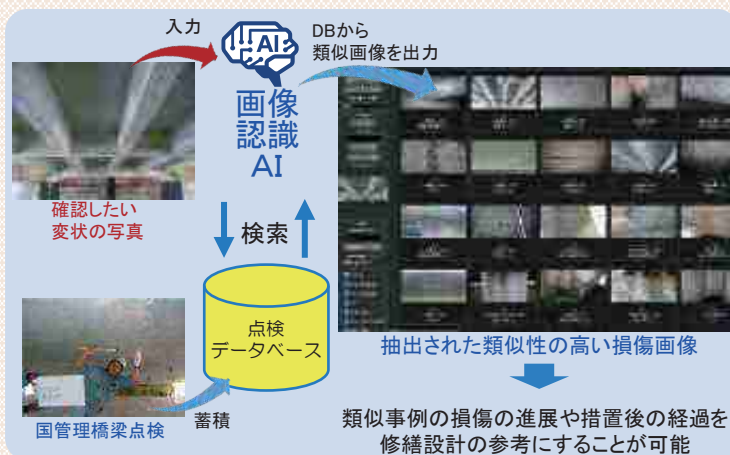 入力
AI
DBから
類似画像を出力
画像
認識
AI
確認したい
変状の写真
検索
点検
データベース
抽出された類似性の高い損傷画像
国管理橋梁点検
蓄積
類似事例の損傷の進展や措置後の経過を
修繕設計の参考にすることが可能